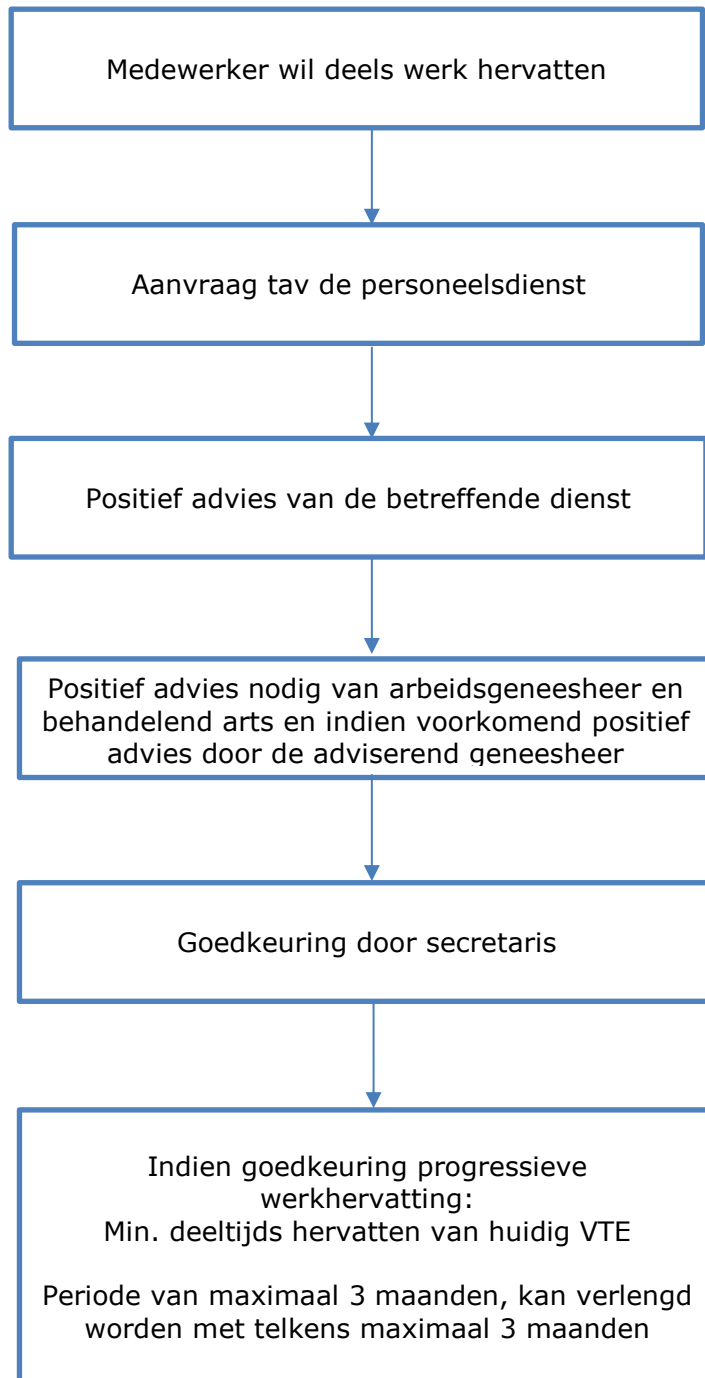 Medewerker wil deels werk hervatten
Aanvraag tav de personeelsdienst
Positief advies van de betreffende dienst
Positief advies nodig van arbeidsgeneesheer en
behandelend arts en indien voorkomend positief
advies door de adviserend geneesheer
Goedkeuring door secretaris
Indien goedkeuring progressieve
werkhervatting:
Min. deeltijds hervatten van huidig VTE
Periode van maximaal 3 maanden, kan verlengd
worden met telkens maximaal 3 maanden